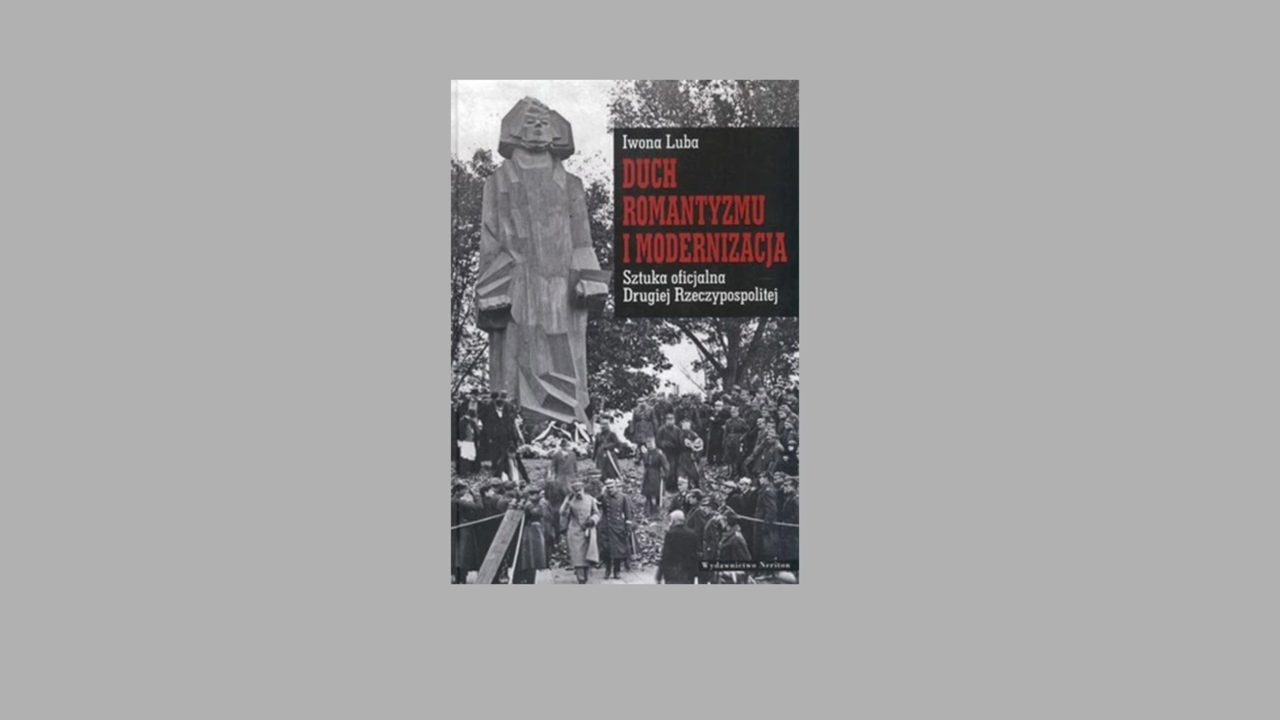 Iwona Luba
DUCH
ROMANTYZMU
I MODERNIZACJA
Sztuka oficjalna
Drugiej Rzeczypospolitej
Wydawnictwo Neriton